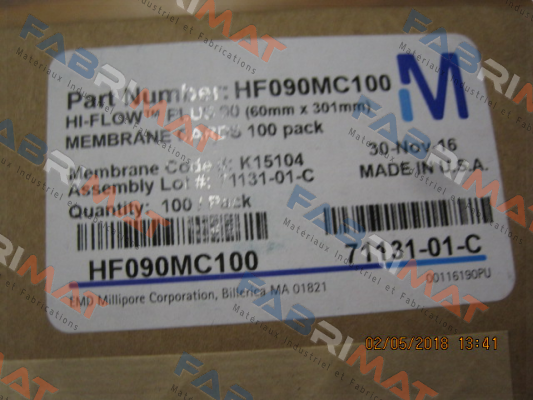 Part Number: HF090MC100
HI-FLOW™ PLUS 90 (60mm x 301mm)
MEMBRANE CARDS 100 pack
M
30-Nov-16
MADE IN U.S.A.
Membrane Code #: K15104
Assembly Lot #: 71131-01-C
Quantity: 100 / Pack
HF090MC100
71131-01-C
00116190PU
EMD Millipore Corporation, Billerica MA 01821
02/05/2018 13:41
FABRIMAT
Materiaux Industriel et Fabrications